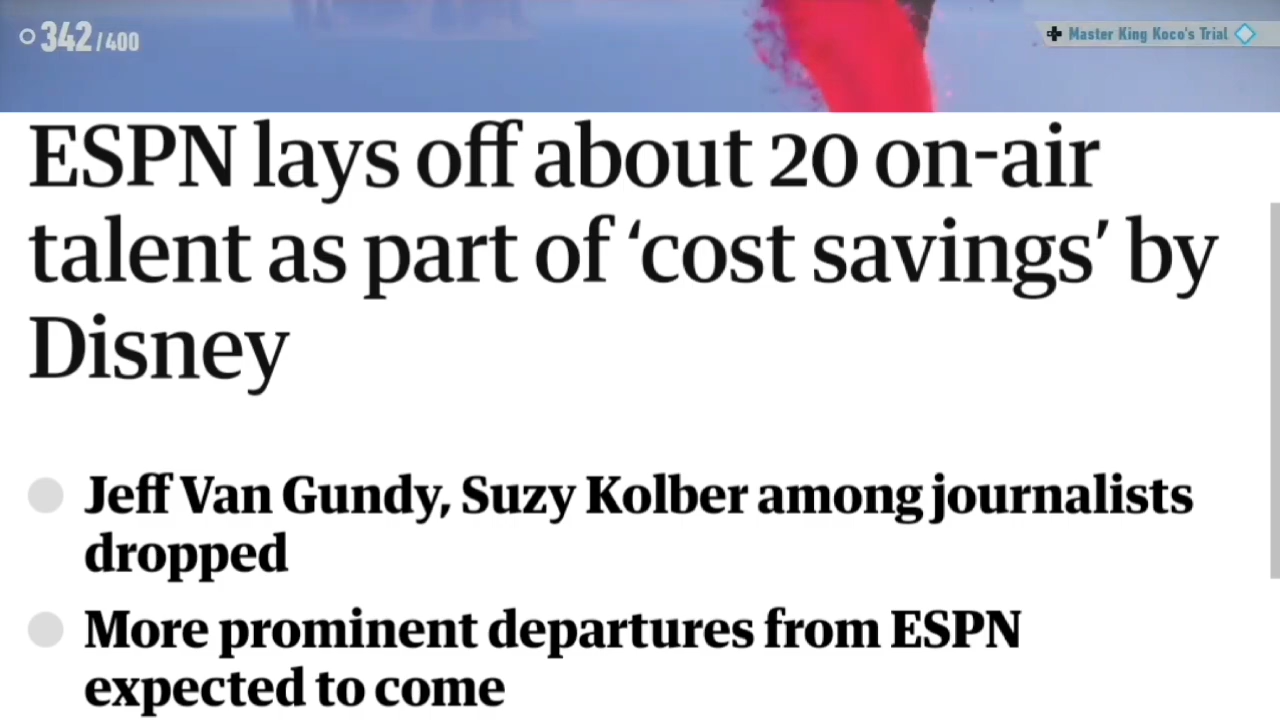 342/400
Master King Koco's Trial
ESPN lays off about 20 on-air
talent as part of ‘cost savings’ by
Disney
Jeff Van Gundy, Suzy Kolber among journalists
dropped
More prominent departures from ESPN
expected to come